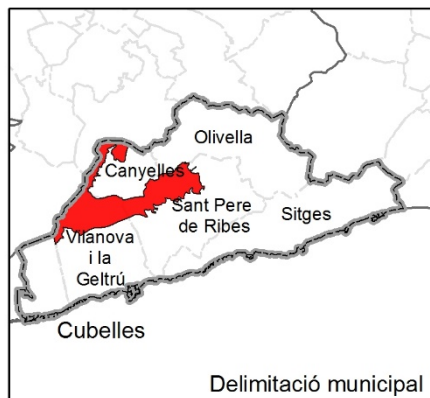 Olivella
Canyelles
Sant Pere
de Ribes
Sitges
Vilanova
i la
Geltrú
Cubelles
Delimitació municipal